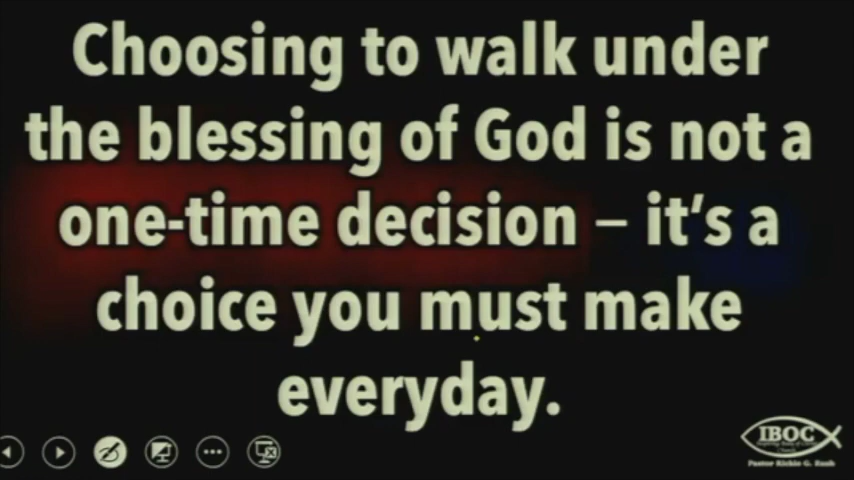 Choosing to walk under
the blessing of God is not a
one-time decision – it's a
choice you must make
everyday.
IBOC